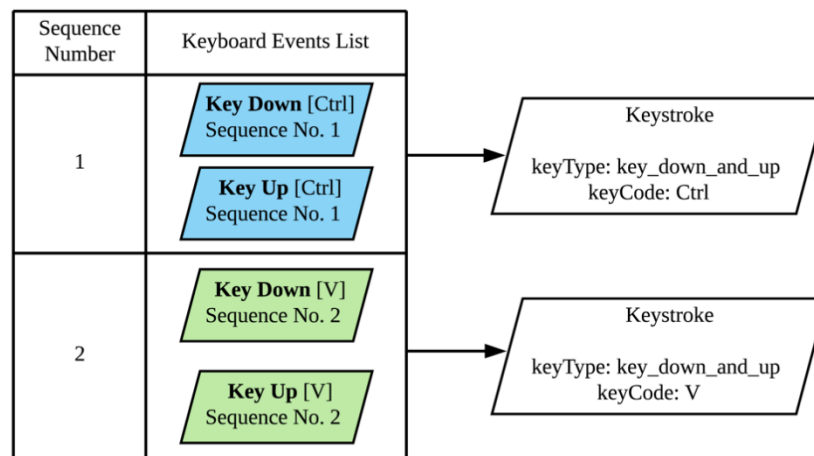 Sequence
Number
Keyboard Events List
1
Key Down [Ctrl]
Sequence No. 1
Key Up [Ctrl]
Sequence No. 1
Keystroke
keyType: key_down_and_up
keyCode: Ctrl
2
Key Down [V]
Sequence No. 2
Key Up [V]
Sequence No. 2
Keystroke
keyType: key_down_and_up
keyCode: V